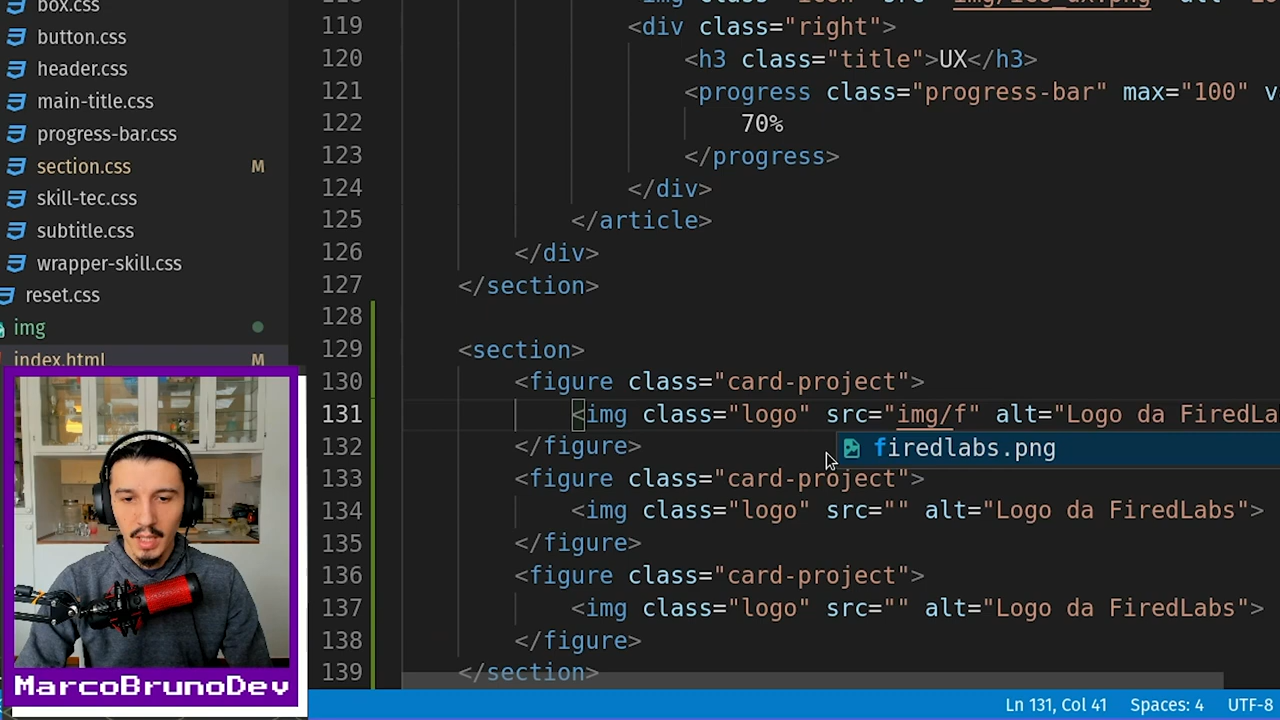 box.css
button.css
header.css
main-title.css
progress-bar.css
section.css M
skill-tec.css
subtitle.css
wrapper-skill.css
reset.css
img
index.html M
119 <div class="right">
120 <h3 class="title">UX</h3>
121 <progress class="progress-bar" max="100" v
122 70%
123 </progress>
124 </div>
125 </article>
126 </div>
127 </section>
128
129 <section>
130 <figure class="card-project">
131 <img class="logo" src="img/f" alt="Logo da FiredLa
firedlabs.png
132 </figure>
133 <figure class="card-project">
134 <img class="logo" src="" alt="Logo da FiredLabs">
135 </figure>
136 <figure class="card-project">
137 <img class="logo" src="" alt="Logo da FiredLabs">
138 </figure>
139 </section>
MarcoBrunoDev
Ln 131, Col 41 Spaces: 4 UTF-8